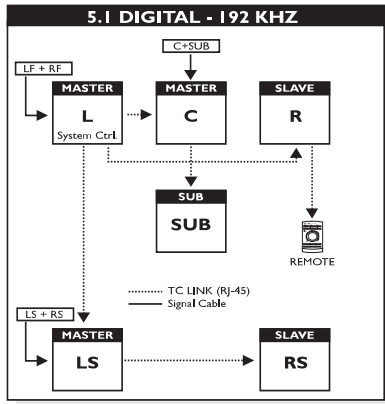 5.1 DIGITAL - 192 KHZ
C+SUB
LF + RF
MASTER
L
System Ctrl.
MASTER
C
SLAVE
R
SUB
SUB
REMOTE
TC LINK (RJ-45)
Signal Cable
LS + RS
MASTER
LS
SLAVE
RS